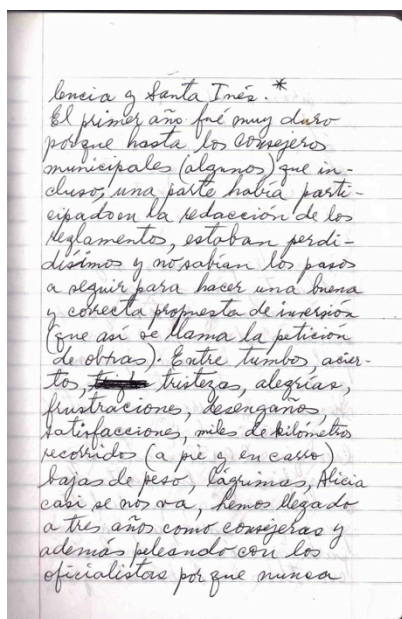 lencia y Santa Inés.*
El primer año fué muy duro
porque hasta los consejeros
municipales (algunos) que in-
cluso, una parte había parti-
cipado en la redacción de los
Reglamentos, estaban perdi-
dísimos y no sabían los pasos
a seguir para hacer una buena
y correcta propuesta de inversión
(que así se llama la petición
de obras). Entre tumbos acier-
tos, tristezas, alegrías,
frustraciones, desengaños,
satisfacciones, miles de kilómetros
recorridos (a pie y en carro)
bajas de peso, lágrimas, Alicia
casi se nos va, hemos llegado
a tres años como consejeras y
además peleando con los
oficialistas porque nunca